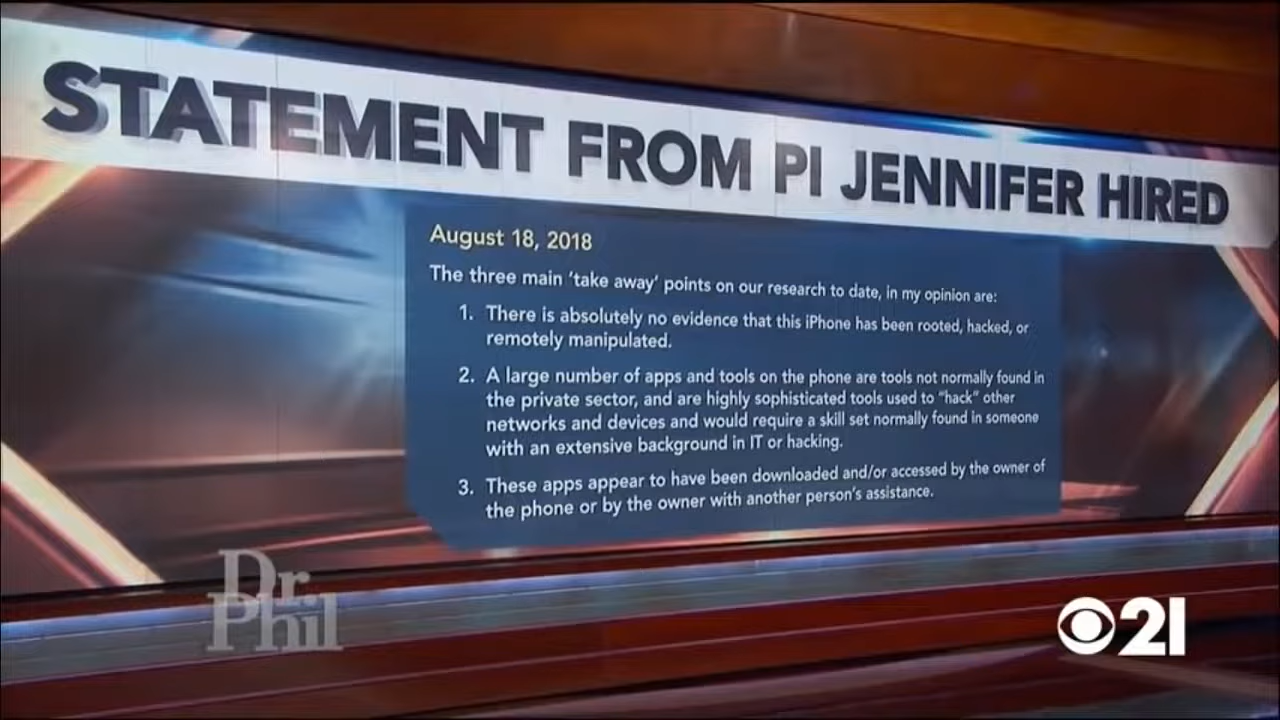 STATEMENT FROM PI JENNIFER HIRED
August 18, 2018
The three main 'take away' points on our research to date, in my opinion are:
1. There is absolutely no evidence that this iPhone has been rooted, hacked, or
remotely manipulated.
2. A large number of apps and tools on the phone are tools not normally found in
the private sector, and are highly sophisticated tools used to "hack" other
networks and devices and would require a skill set normally found in someone
with an extensive background in IT or hacking.
3. These apps appear to have been downloaded and/or accessed by the owner of
the phone or by the owner with another person's assistance.
Dr.
Phil
21